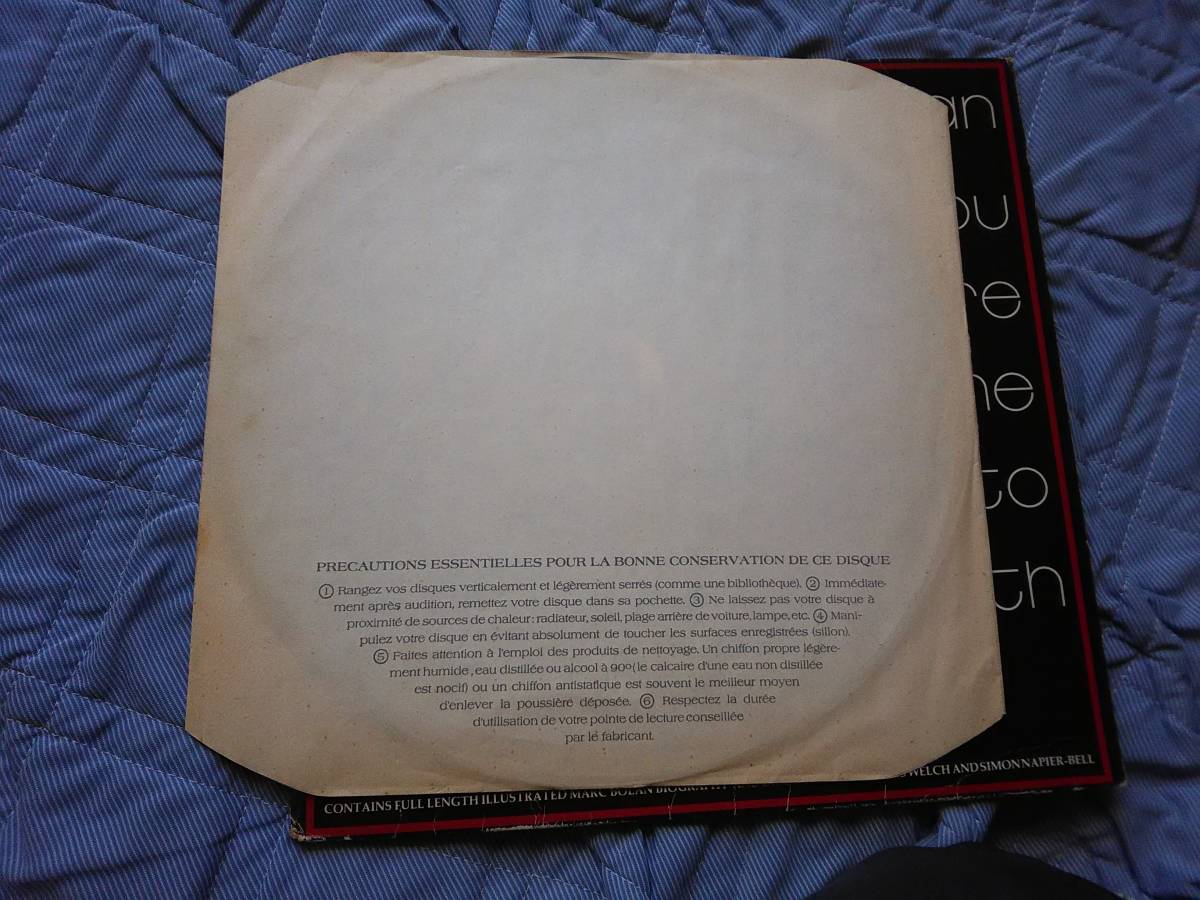 an
ou
re
ne
to
th
PRECAUTIONS ESSENTIELLES POUR LA BONNE CONSERVATION DE CE DISQUE
① Rangez vos disques verticalement et légèrement serrés (comme une bibliothèque). ② Immédiate-
ment après audition, remettez votre disque dans sa pochette. ③ Ne laissez pas votre disque à
proximité de sources de chaleur: radiateur, soleil, plage arrière de voiture, lampe, etc. ④ Mani-
pulez votre disque en évitant absolument de toucher les surfaces enregistrées (sillon).
⑤ Faites attention à l'emploi des produits de nettoyage. Un chiffon propre légère-
ment humide, eau distillée ou alcool à 90° (le calcaire d'une eau non distillée
est nocif) ou un chiffon antistatique est souvent le meilleur moyen
d'enlever la poussière déposée. ⑥ Respectez la durée
d'utilisation de votre pointe de lecture conseillée
par le fabricant.
CONTAINS FULL LENGTH ILLUSTRATED MARC BOLAN BIOGRAPHY WELCH AND SIMON NAPIER-BELL